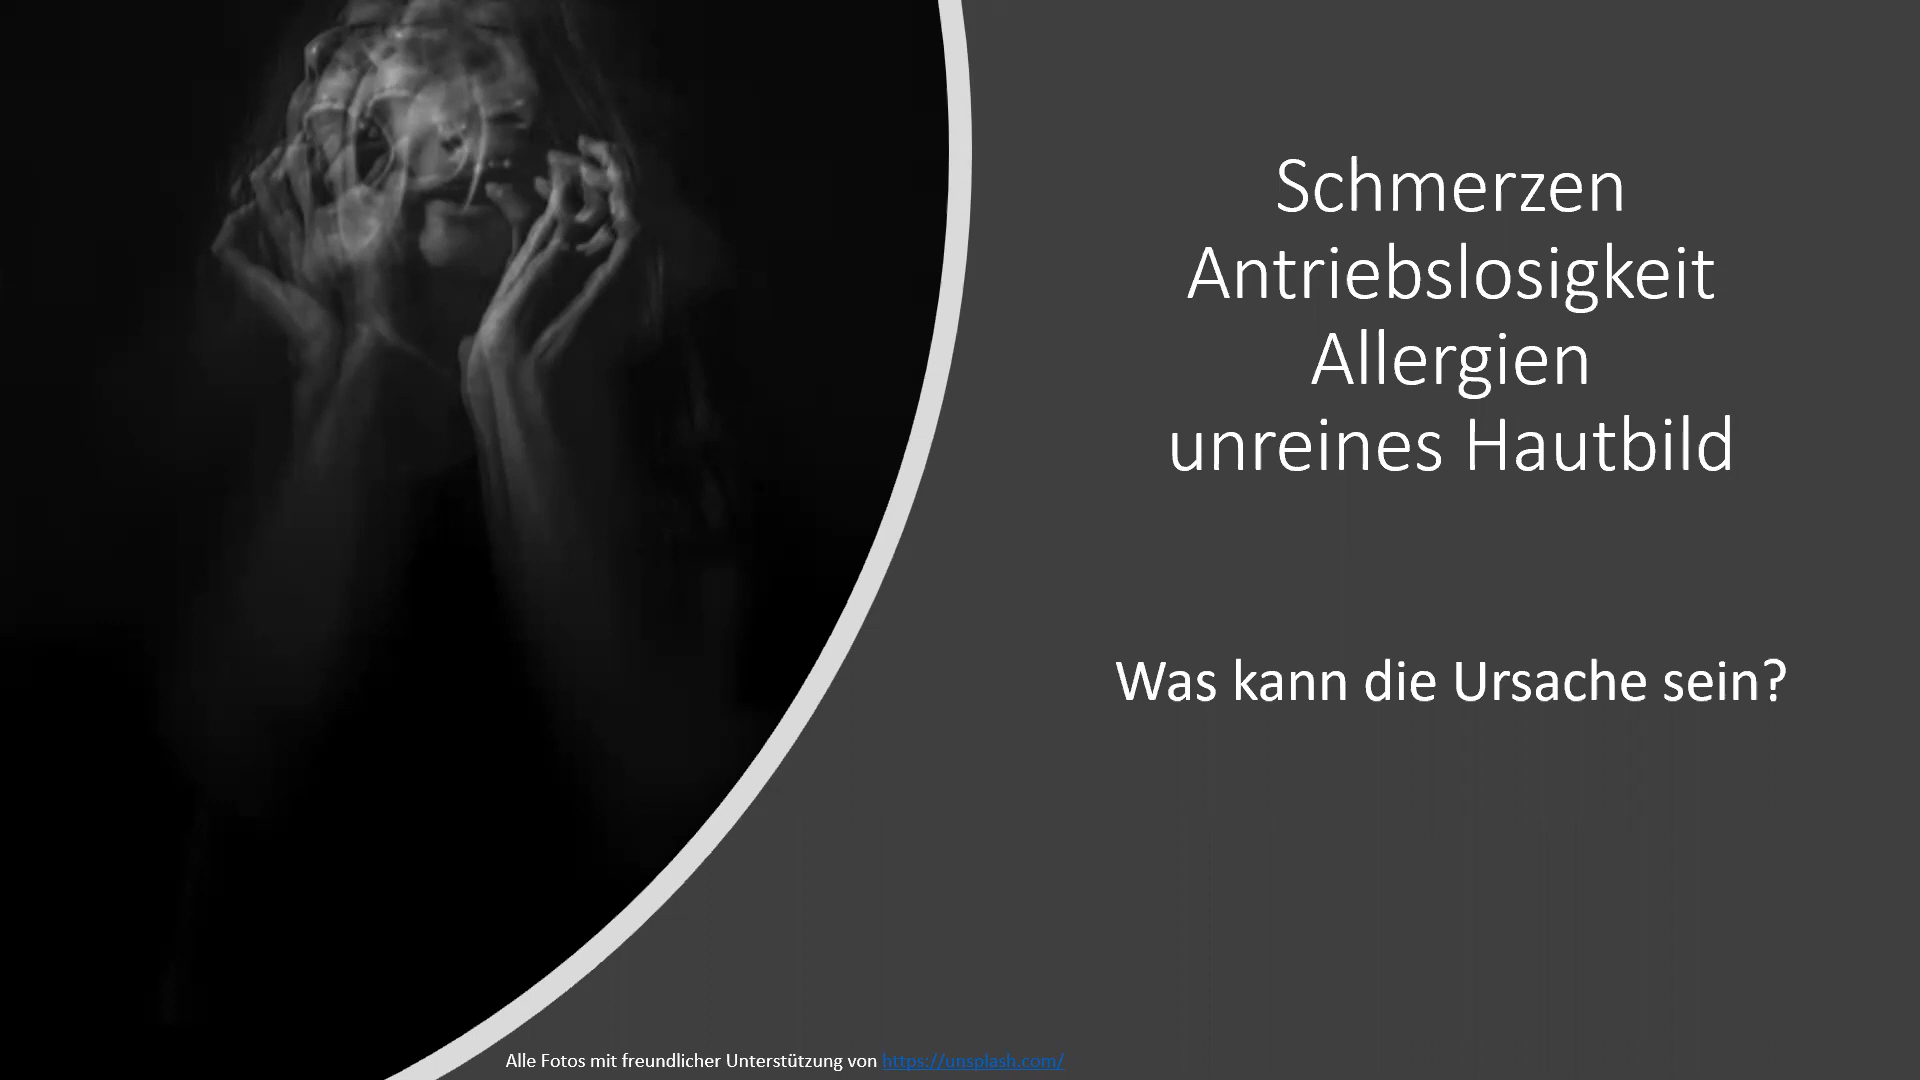 Schmerzen
Antriebslosigkeit
Allergien
unreines Hautbild
Was kann die Ursache sein?
Alle Fotos mit freundlicher Unterstützung von https://unsplash.com/